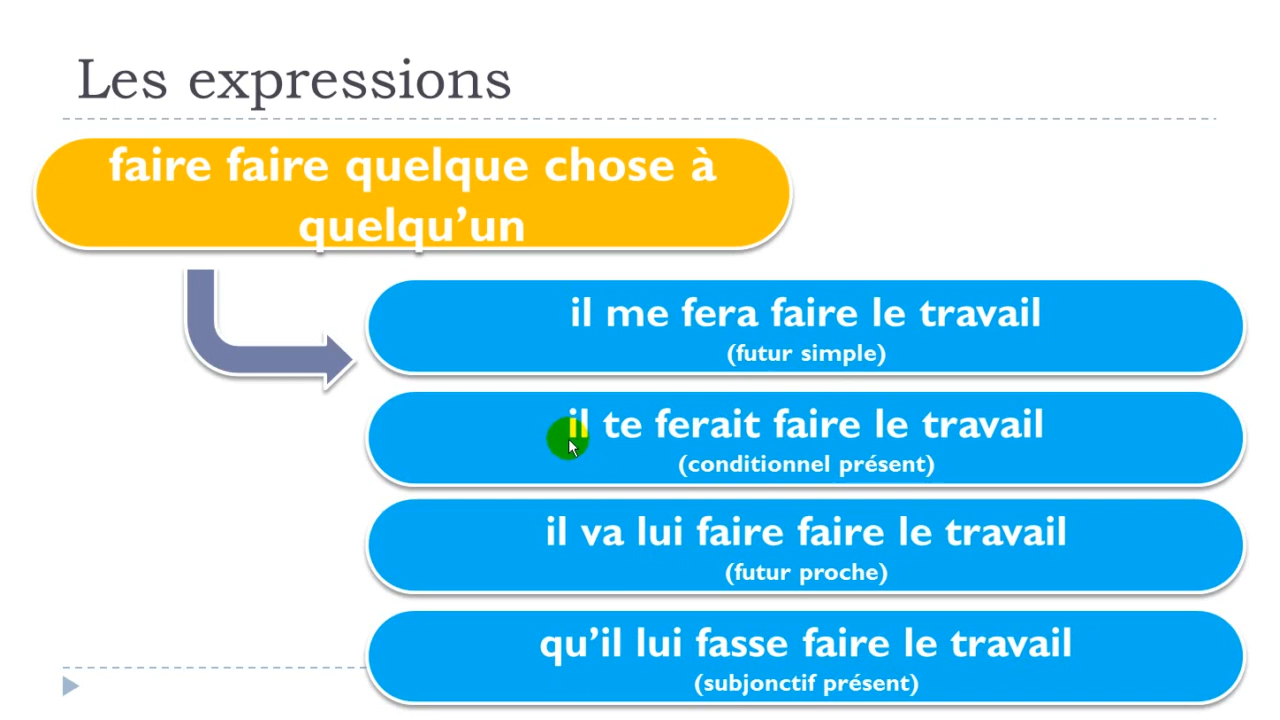 Les expressions
faire faire quelque chose à
quelqu’un
il me fera faire le travail
(futur simple)
il te ferait faire le travail
(conditionnel présent)
il va lui faire faire le travail
(futur proche)
qu’il lui fasse faire le travail
(subjonctif présent)